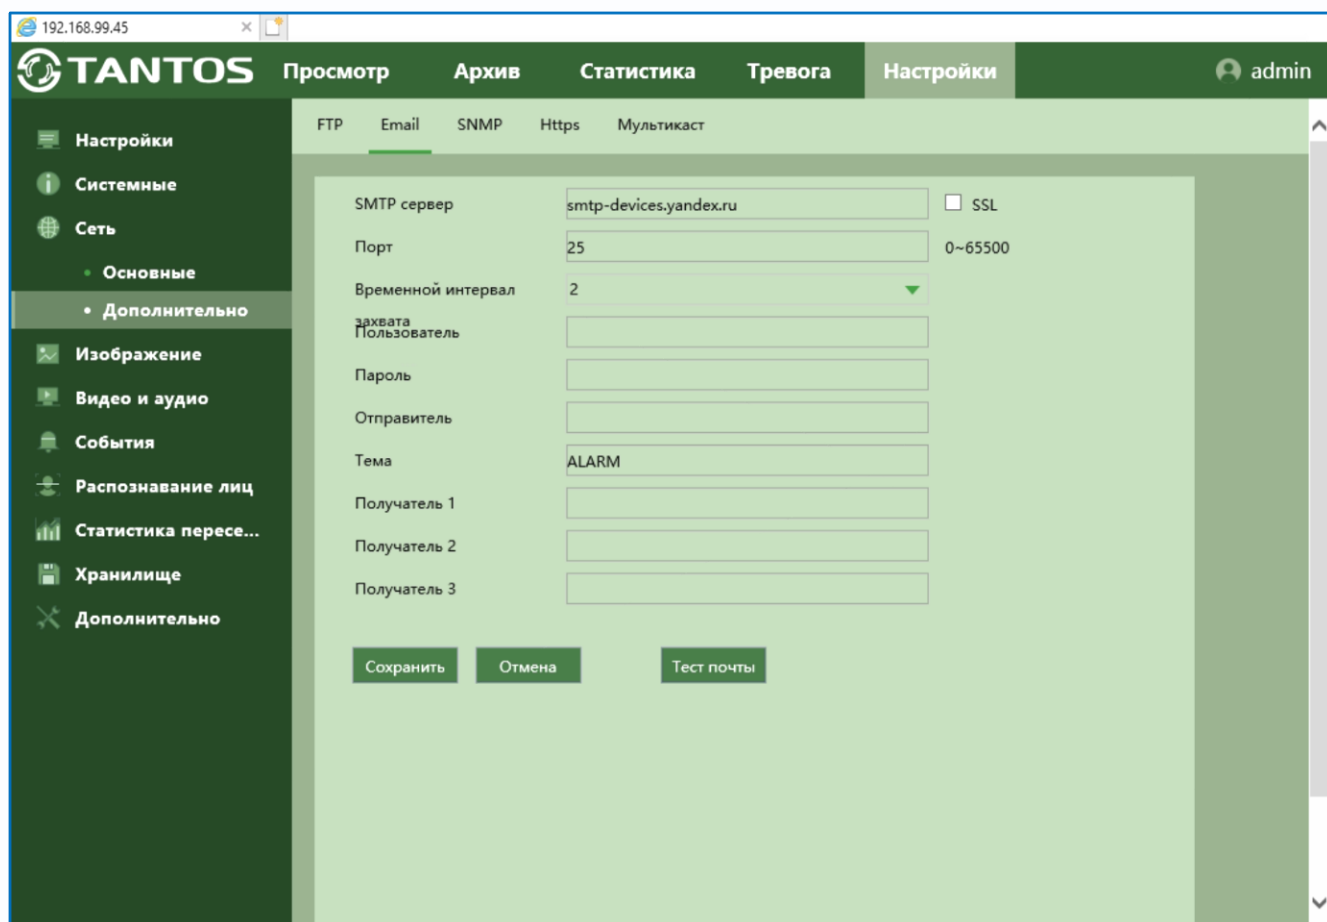 192.168.99.45
TANTOS Просмотр Архив Статистика Тревога Настройки admin
FTP Email SNMP Https Мультикаст
Настройки
Системные
Сеть
Основные
Дополнительно
Изображение
Видео и аудио
События
Распознавание лиц
Статистика пересе...
Хранилище
Дополнительно
SMTP сервер smtp-devices.yandex.ru SSL
Порт 25 0~65500
Временной интервал 2
захвата
Пользователь
Пароль
Отправитель
Тема ALARM
Получатель 1
Получатель 2
Получатель 3
Сохранить Отмена Тест почты